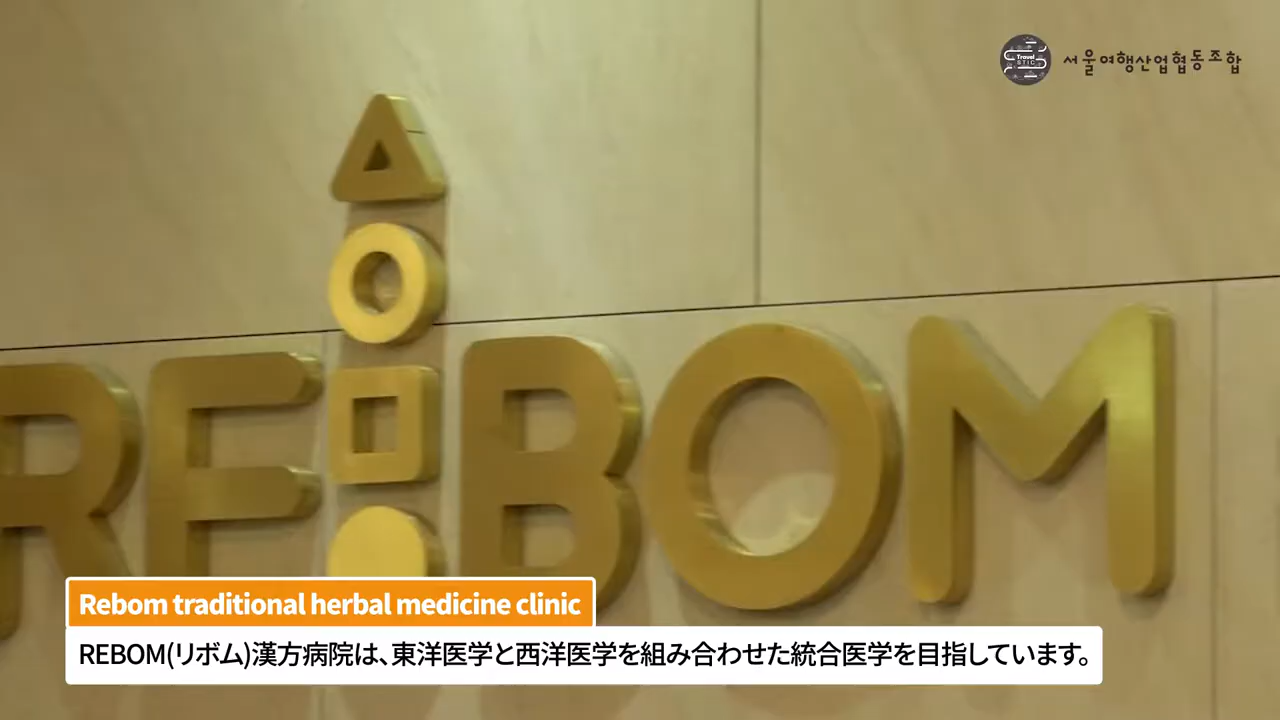 Travel
STIC
서울여행산업협동조합
REBOM
Rebom traditional herbal medicine clinic
REBOM(リボム)漢方病院は、東洋医学と西洋医学を組み合わせた統合医学を目指しています。